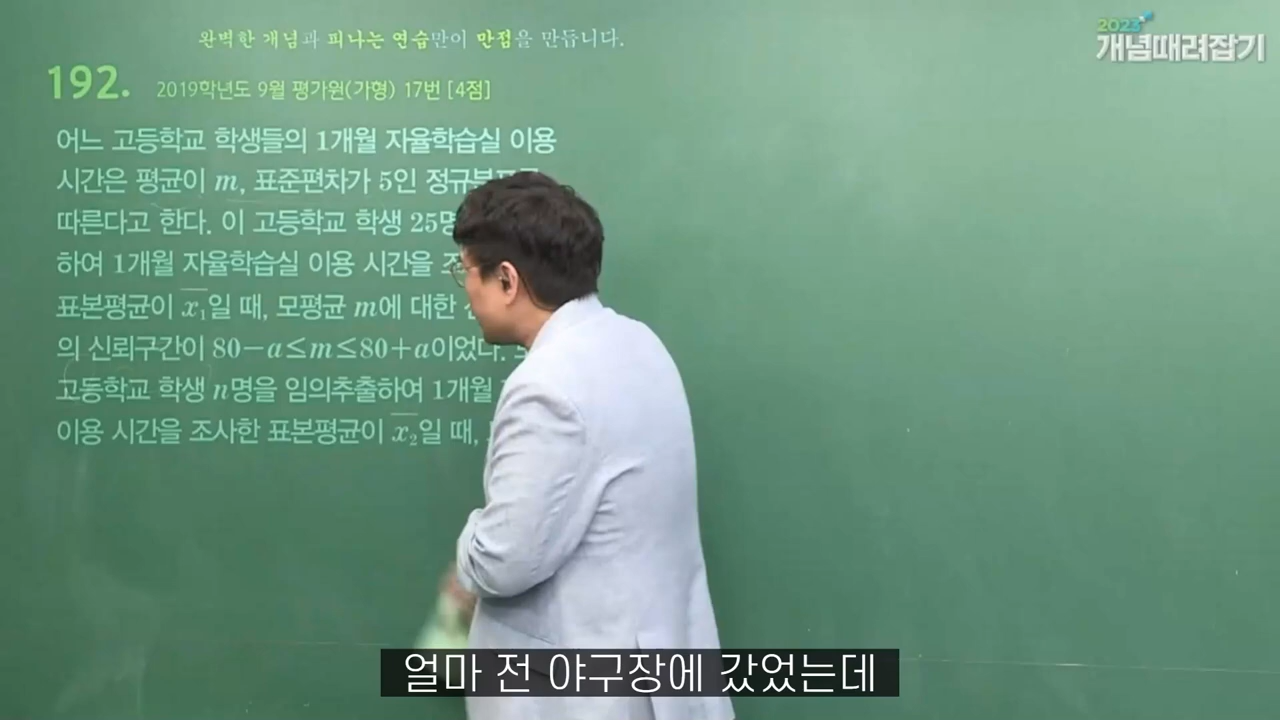 완벽한 개념과 피나는 연습만이 만점을 만듭니다.
2023
개념때려잡기
192. 2019학년도 9월 평가원(가형) 17번 [4점]
어느 고등학교 학생들의 1개월 자율학습실 이용
시간은 평균이 m, 표준편차가 5인
따른다고 한다. 이 고등학교 학생
하여 1개월 자율학습실 이용 시간을
표본평균이 x̄₁일 때, 모평균 m에 대한
의 신뢰구간이 80−a≤m≤80+a이었다.
고등학교 학생 n명을 임의추출하여 1개월
이용 시간을 조사한 표본평균이 x̄₂일 때,
얼마 전 야구장에 갔었는데